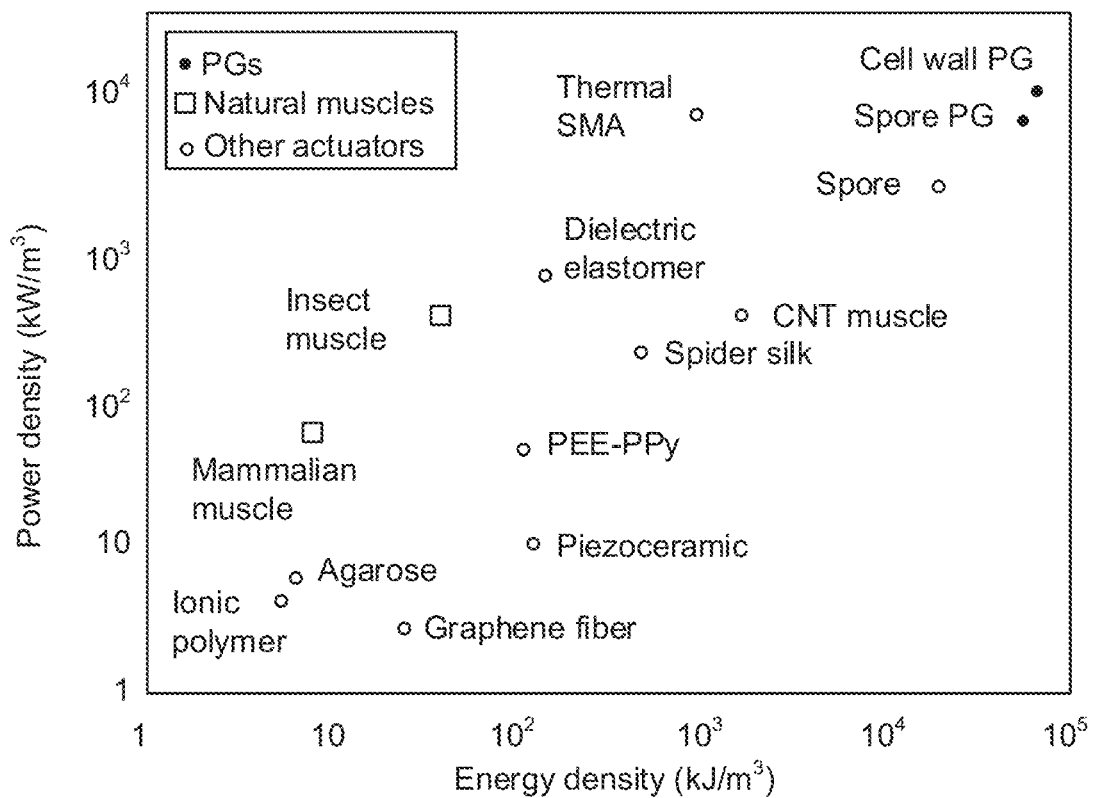 PGs
Natural muscles
Other actuators
Thermal
SMA
Cell wall PG
Spore PG
Spore
Dielectric
elastomer
Insect
muscle
CNT muscle
Spider silk
PEE-PPy
Mammalian
muscle
Piezoceramic
Agarose
Ionic
polymer
Graphene fiber
Power density (kW/m³)
10⁴
10³
10²
10
1
1 10 10² 10³ 10⁴ 10⁵
Energy density (kJ/m³)